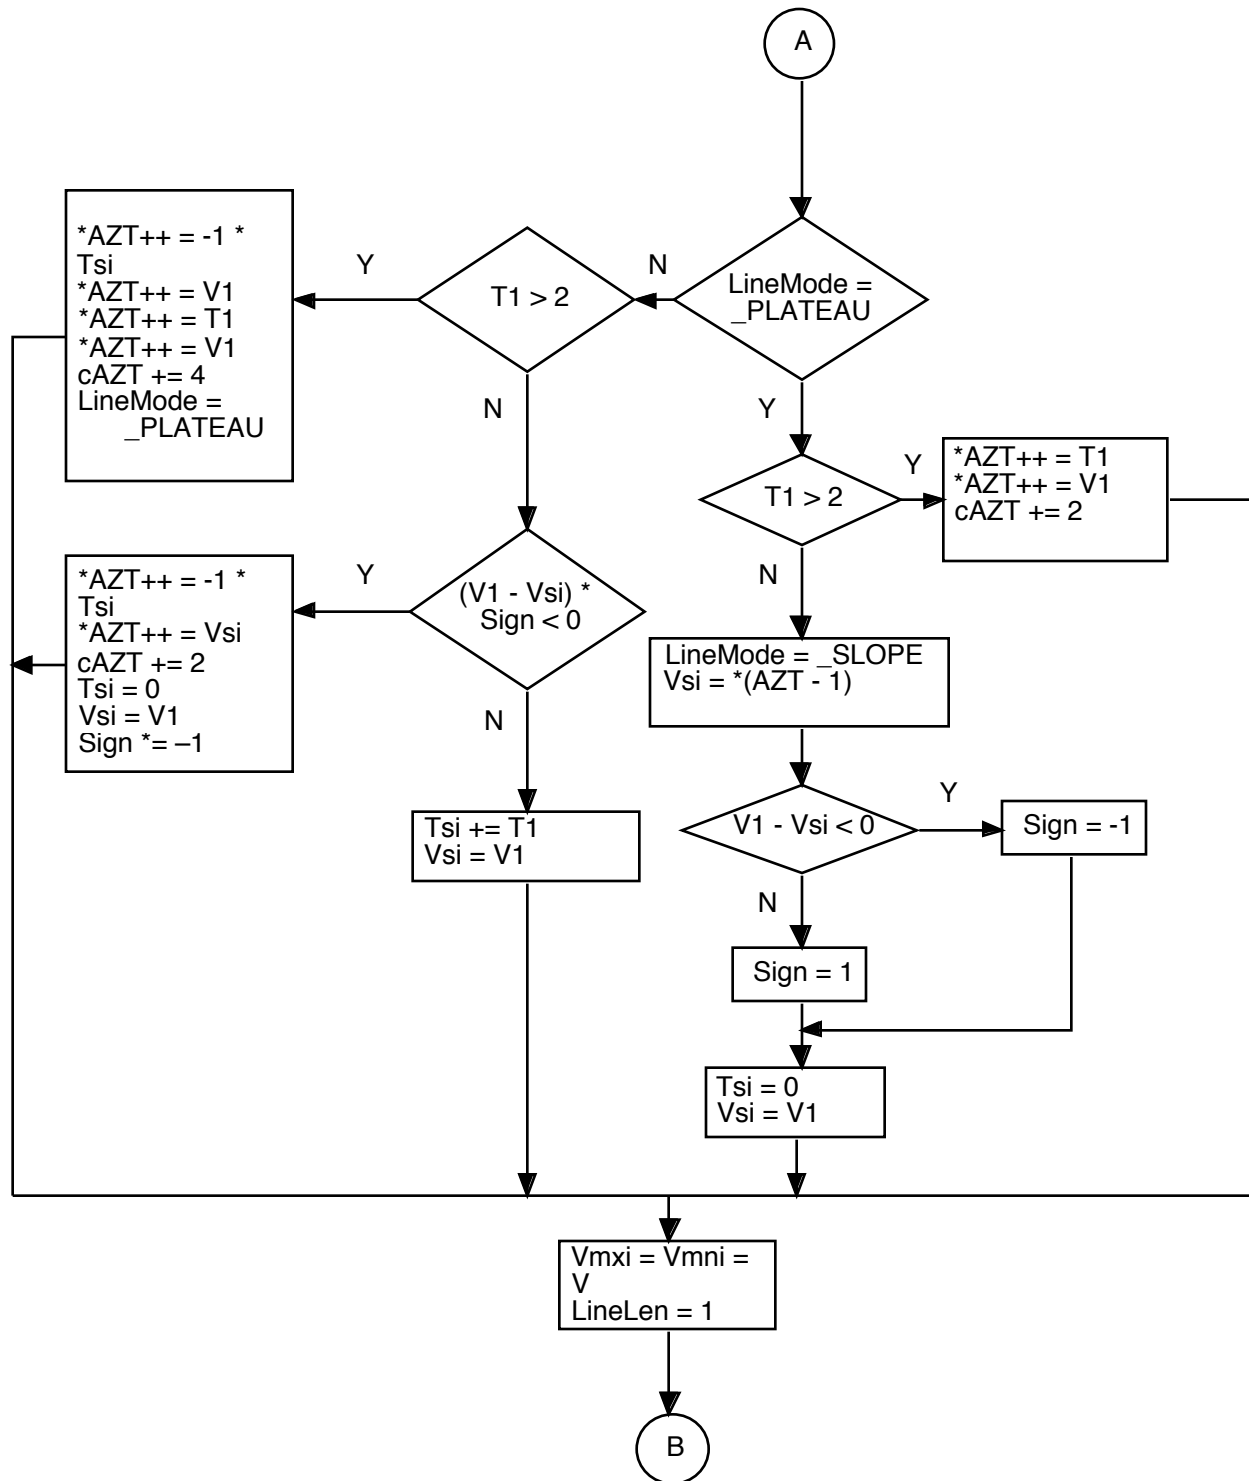 A
LineMode =
_PLATEAU
N
T1 > 2
Y
*AZT++ = -1 *
Tsi
*AZT++ = V1
*AZT++ = T1
*AZT++ = V1
cAZT += 4
LineMode =
_PLATEAU
N
Y
T1 > 2
Y
*AZT++ = T1
*AZT++ = V1
cAZT += 2
N
(V1 - Vsi) *
Sign < 0
Y
*AZT++ = -1 *
Tsi
*AZT++ = Vsi
cAZT += 2
Tsi = 0
Vsi = V1
Sign *= –1
LineMode = _SLOPE
Vsi = *(AZT - 1)
N
Tsi += T1
Vsi = V1
V1 - Vsi < 0
Y
Sign = -1
N
Sign = 1
Tsi = 0
Vsi = V1
Vmxi = Vmni =
V
LineLen = 1
B